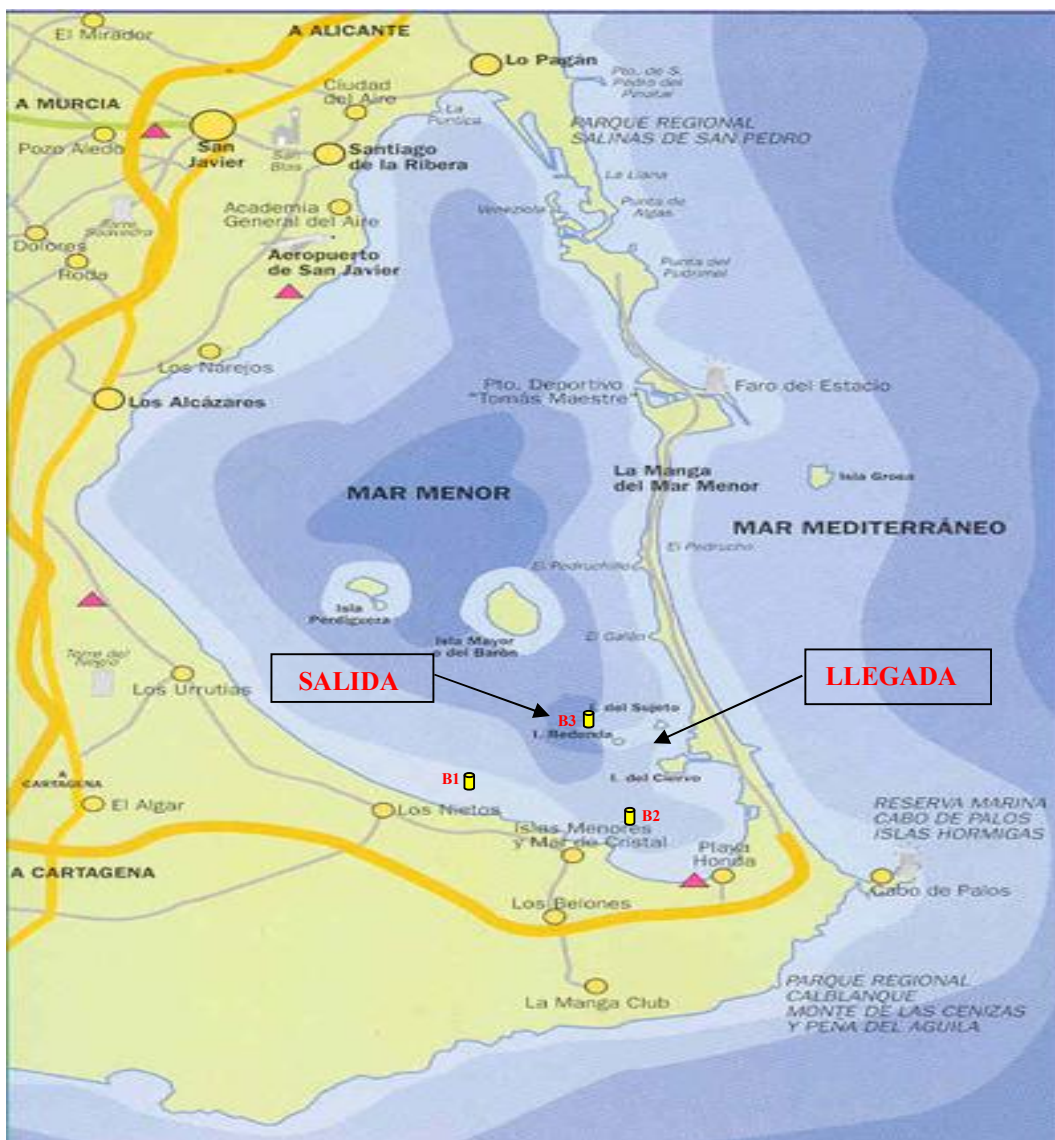 El Mirador
A ALICANTE
Lo Pagán
Pto. de S.
Pedro del
Pinatar
Ciudad
del Aire
A MURCIA
La
Puntica
PARQUE REGIONAL
SALINAS DE SAN PEDRO
Pozo Aledo
San
Javier
San
Blas
Santiago
de la Ribera
La Llana
Academia
General del Aire
Veneziola
Punta de
Algas
Torre
Saavedra
Dolores
Roda
Aeropuerto
de San Javier
Punta del
Pudrimel
Los Narejos
Pto. Deportivo
"Tomás Maestre"
Faro del Estacio
Los Alcázares
La Manga
del Mar Menor
Isla Grosa
MAR MENOR
MAR MEDITERRÁNEO
El Pedrucho
El Pedruchillo
Isla
Perdiguera
Isla Mayor
o del Barón
El Galán
Torre del
Negro
Los Urrutias
SALIDA
LLEGADA
I. del Sujeto
B3
I. Redonda
I. del Ciervo
A
CARTAGENA
B1
El Algar
Los Nietos
B2
RESERVA MARINA
CABO DE PALOS
ISLAS HORMIGAS
Islas Menores
y Mar de Cristal
Playa
Honda
A CARTAGENA
Cabo de Palos
Los Belones
La Manga Club
PARQUE REGIONAL
CALBLANQUE
MONTE DE LAS CENIZAS
Y PEÑA DEL AGUILA